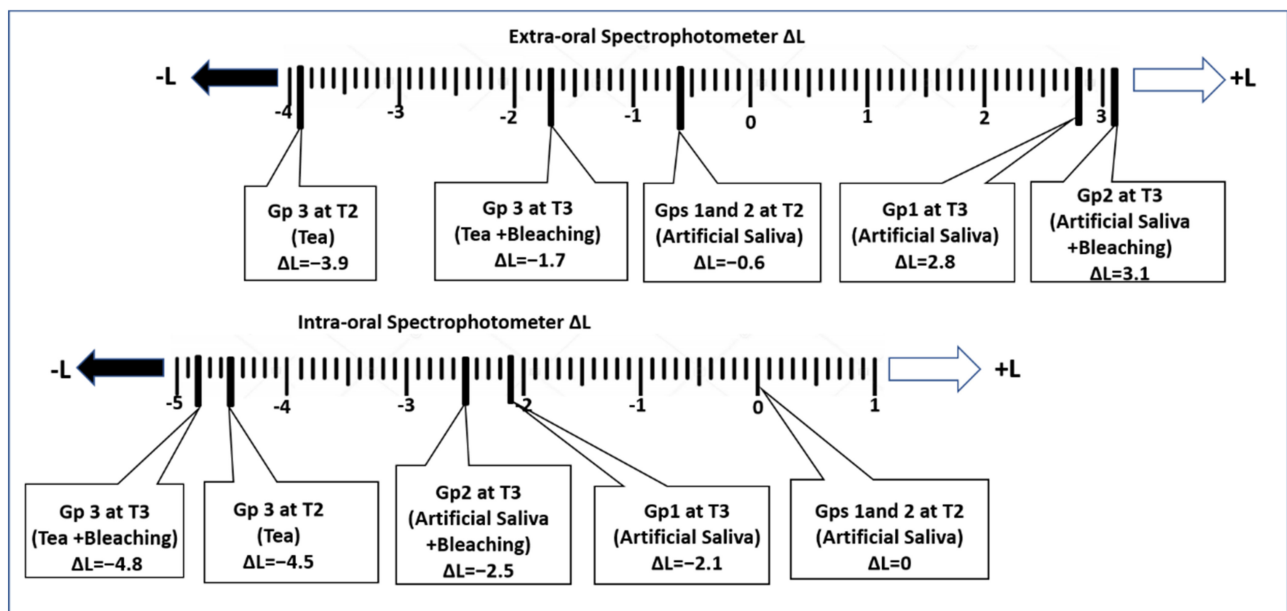 Extra-oral Spectrophotometer ΔL
-L
+L
-4
-3
-2
-1
0
1
2
3
Gp 3 at T2
(Tea)
ΔL=−3.9
Gp 3 at T3
(Tea +Bleaching)
ΔL=−1.7
Gps 1and 2 at T2
(Artificial Saliva)
ΔL=−0.6
Gp1 at T3
(Artificial Saliva)
ΔL=2.8
Gp2 at T3
(Artificial Saliva
+Bleaching)
ΔL=3.1
Intra-oral Spectrophotometer ΔL
-L
+L
-5
-4
-3
-2
-1
0
1
Gp 3 at T3
(Tea +Bleaching)
ΔL=−4.8
Gp 3 at T2
(Tea)
ΔL=−4.5
Gp2 at T3
(Artificial Saliva
+Bleaching)
ΔL=−2.5
Gp1 at T3
(Artificial Saliva)
ΔL=−2.1
Gps 1and 2 at T2
(Artificial Saliva)
ΔL=0